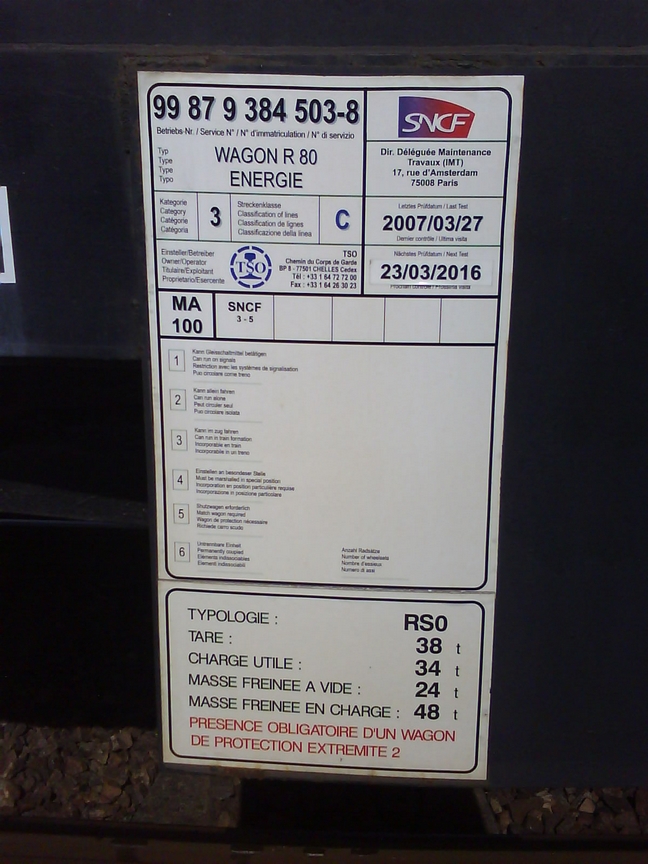 99 87 9 384 503-8
Betriebs-Nr. / Service N° / N° d'immatriculation / N° di servizio
SNCF
Typ
Type
Type
Typo
WAGON R 80
ENERGIE
Dir. Déléguée Maintenance
Travaux (IMT)
17, rue d'Amsterdam
75008 Paris
Kategorie
Category
Catégorie
Catégoria
3
Streckenklasse
Classification of lines
Classification de lignes
Classificazione della linea
C
Letztes Prüfdatum / Last Test
2007/03/27
Dernier contrôle / Ultima visita
Einsteller/Betreiber
Owner/Operator
Titulaire/Exploitant
Proprietario/Esercente
TSO
TSO
Chemin du Corps de Garde
BP 8 - 77501 CHELLES Cedex
Tél : +33 1 64 72 72 00
Fax : +33 1 64 26 30 23
Nächstes Prüfdatum / Next Test
23/03/2016
Prochain contrôle / Prossima visita
MA
100
SNCF
3 - 5
1
Kann Gleisschaltmittel betätigen
Can run on signals
Restriction avec les systèmes de signalisation
Puo circolare come treno
2
Kann allein fahren
Can run alone
Peut circuler seul
Puo circolare isolata
3
Kann im zug fahren
Can run in train formation
Incorporable en train
Incorporabile in un treno
4
Einstellen an besonderer Stelle
Must be marshalled in special position
Incorporation en position particulière requise
Incorporazione in posizione particolare
5
Shutzwagen erforderlich
Match wagon required
Wagon de protection nécessaire
Richiede carro scudo
6
Untrennbare Einheit
Permanently coupled
Elements indissociables
Elementi indissociabili
Anzahl Radsätze
Number of wheelsets
Nombre d'essieux
Numero di assi
TYPOLOGIE : RS0
TARE : 38 t
CHARGE UTILE : 34 t
MASSE FREINEE A VIDE : 24 t
MASSE FREINEE EN CHARGE : 48 t
PRESENCE OBLIGATOIRE D'UN WAGON
DE PROTECTION EXTREMITE 2